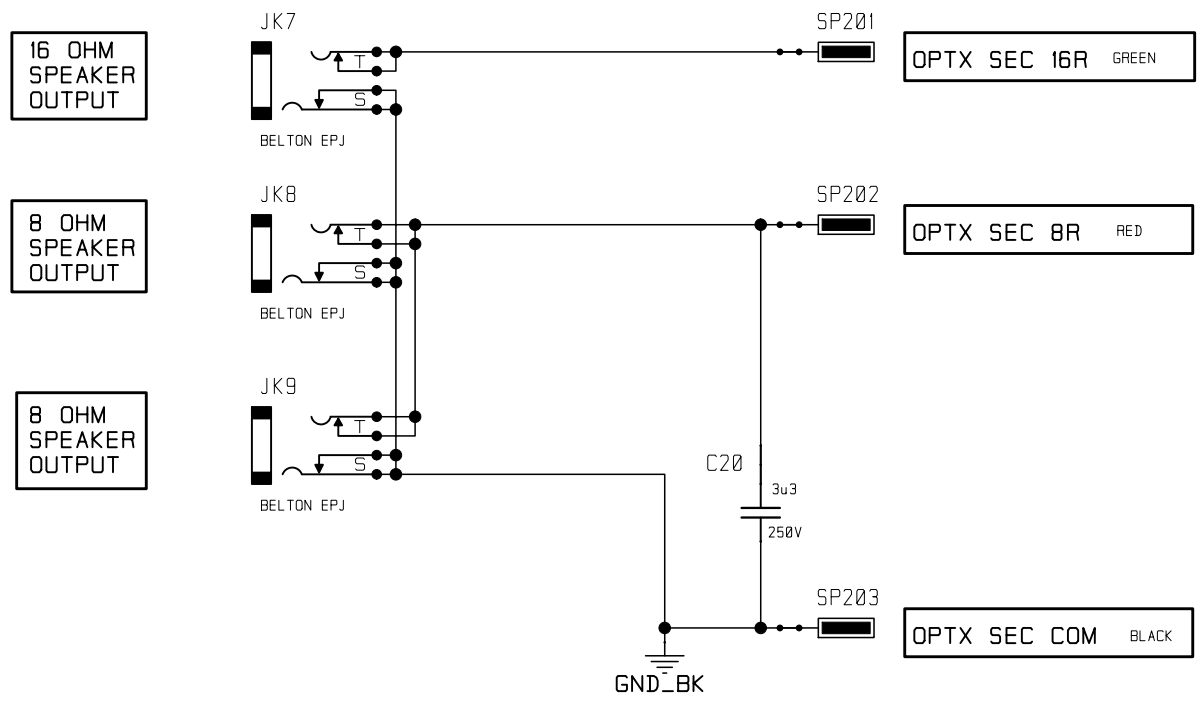 JK7
SP201
16 OHM
SPEAKER
OUTPUT
T
S
OPTX SEC 16R GREEN
BELTON EPJ
JK8
SP202
8 OHM
SPEAKER
OUTPUT
T
S
OPTX SEC 8R RED
BELTON EPJ
JK9
8 OHM
SPEAKER
OUTPUT
T
S
BELTON EPJ
C20
3u3
250V
SP203
OPTX SEC COM BLACK
GND_BK